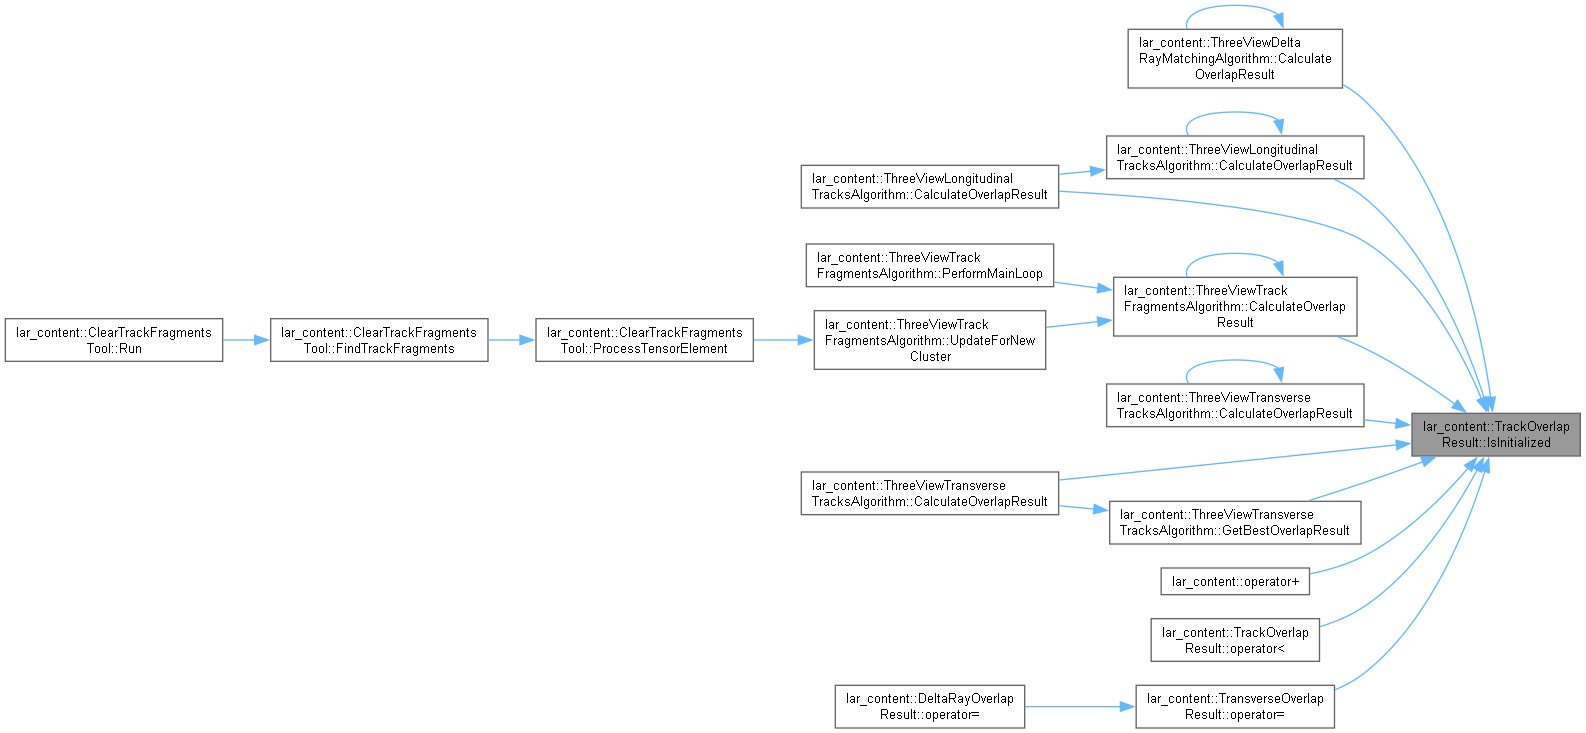 lar_content::ThreeViewDelta
RayMatchingAlgorithm::Calculate
OverlapResult
lar_content::ThreeViewLongitudinal
TracksAlgorithm::CalculateOverlapResult
lar_content::ThreeViewLongitudinal
TracksAlgorithm::CalculateOverlapResult
lar_content::ThreeViewTrack
FragmentsAlgorithm::PerformMainLoop
lar_content::ThreeViewTrack
FragmentsAlgorithm::CalculateOverlap
Result
lar_content::ClearTrackFragments
Tool::Run
lar_content::ClearTrackFragments
Tool::FindTrackFragments
lar_content::ClearTrackFragments
Tool::ProcessTensorElement
lar_content::ThreeViewTrack
FragmentsAlgorithm::UpdateForNew
Cluster
lar_content::ThreeViewTransverse
TracksAlgorithm::CalculateOverlapResult
lar_content::TrackOverlap
Result::IsInitialized
lar_content::ThreeViewTransverse
TracksAlgorithm::CalculateOverlapResult
lar_content::ThreeViewTransverse
TracksAlgorithm::GetBestOverlapResult
lar_content::operator+
lar_content::TrackOverlap
Result::operator<
lar_content::DeltaRayOverlap
Result::operator=
lar_content::TransverseOverlap
Result::operator=